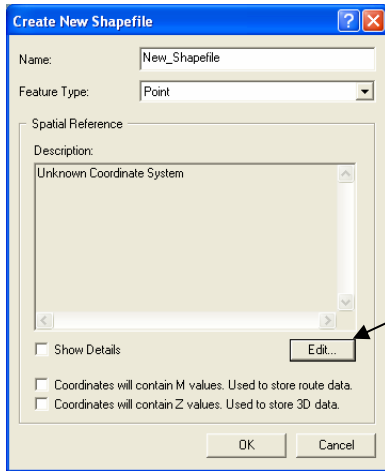 Create New Shapefile
Name: New_Shapefile
Feature Type: Point
Spatial Reference
Description:
Unknown Coordinate System
Show Details Edit...
Coordinates will contain M values. Used to store route data.
Coordinates will contain Z values. Used to store 3D data.
OK Cancel